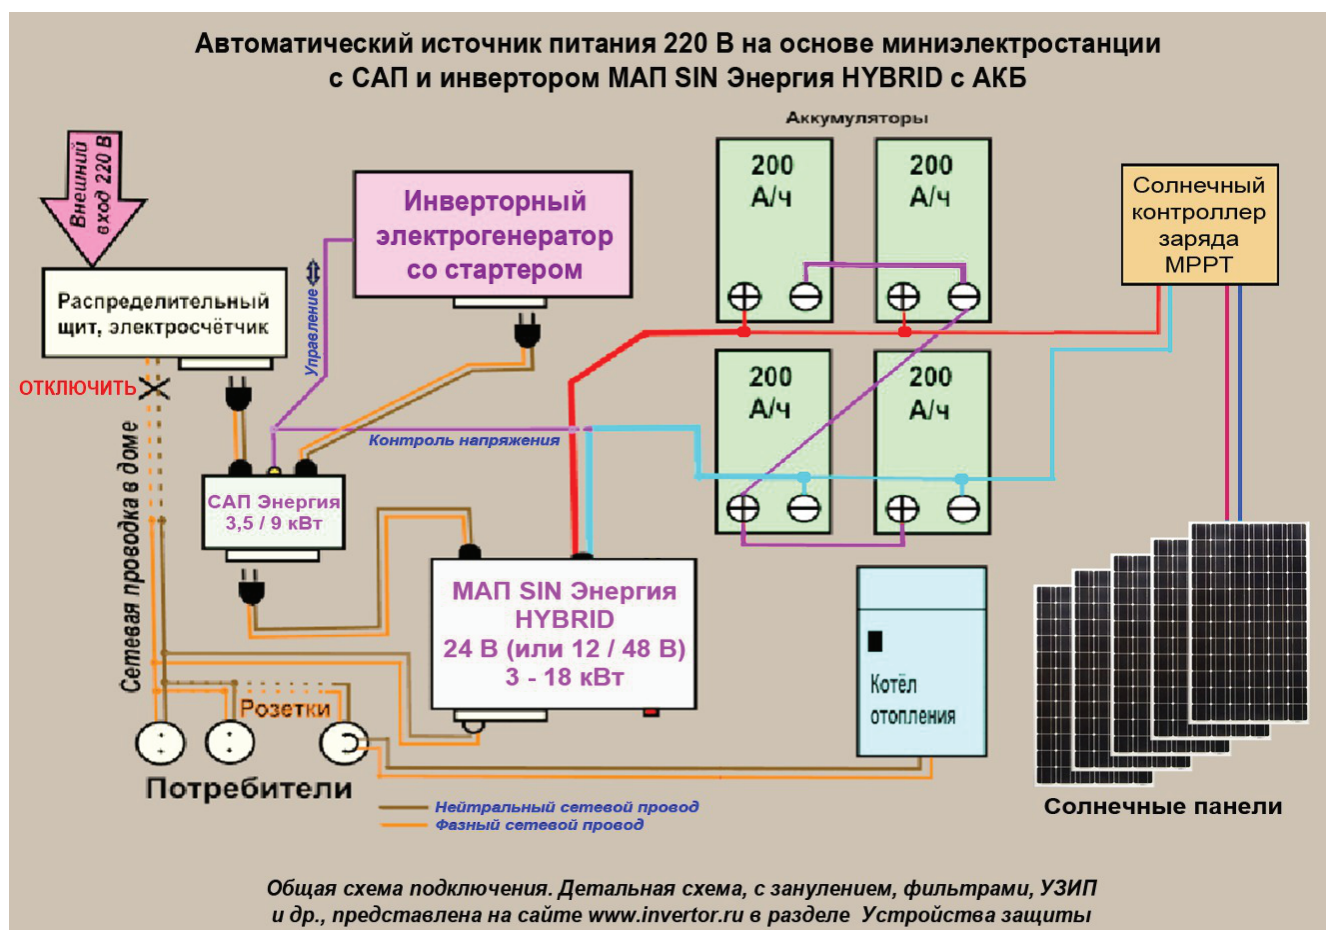 Автоматический источник питания 220 В на основе миниэлектростанции
с САП и инвертором МАП SIN Энергия HYBRID с АКБ
Аккумуляторы
Внешний
вход 220 В
Инверторный
электрогенератор
со стартером
200
А/ч
200
А/ч
Солнечный
контроллер
заряда
MPPT
Распределительный
щит, электросчётчик
Управление
ОТКЛЮЧИТЬ
200
А/ч
200
А/ч
Контроль напряжения
Сетевая проводка в доме
САП Энергия
3,5 / 9 кВт
МАП SIN Энергия
HYBRID
24 В (или 12 / 48 В)
3 - 18 кВт
Котёл
отопления
Розетки
Потребители
Солнечные панели
Нейтральный сетевой провод
Фазный сетевой провод
Общая схема подключения. Детальная схема, с занулением, фильтрами, УЗИП
и др., представлена на сайте www.invertor.ru в разделе Устройства защиты